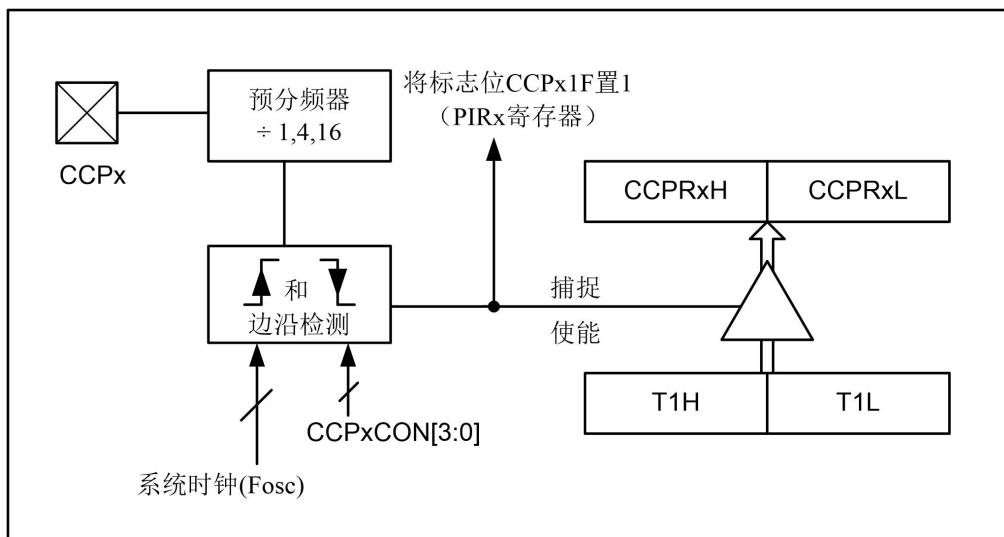 预分频器
÷ 1,4,16
CCPx
将标志位CCPx1F置1
（PIRx寄存器）
CCPRxH
CCPRxL
和
边沿检测
捕捉
使能
T1H
T1L
CCPxCON[3:0]
系统时钟(Fosc)